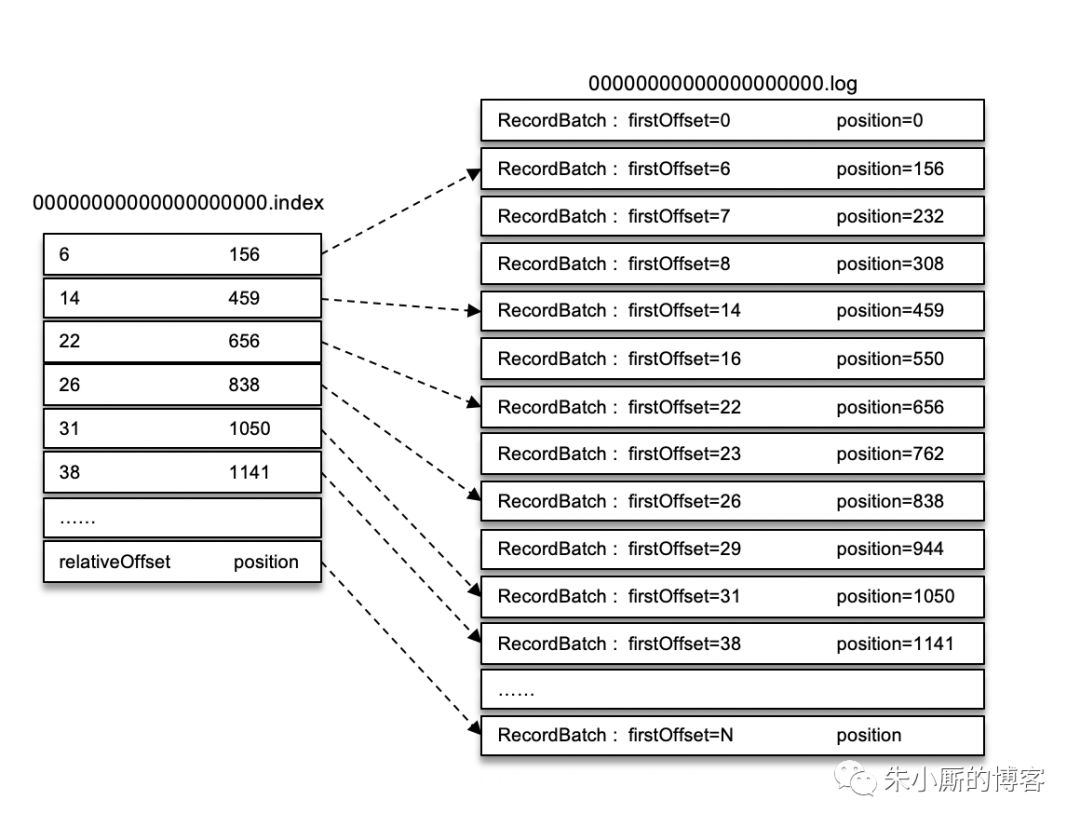 00000000000000000000.index
6 156
14 459
22 656
26 838
31 1050
38 1141
......
relativeOffset position
00000000000000000000.log
RecordBatch : firstOffset=0 position=0
RecordBatch : firstOffset=6 position=156
RecordBatch : firstOffset=7 position=232
RecordBatch : firstOffset=8 position=308
RecordBatch : firstOffset=14 position=459
RecordBatch : firstOffset=16 position=550
RecordBatch : firstOffset=22 position=656
RecordBatch : firstOffset=23 position=762
RecordBatch : firstOffset=26 position=838
RecordBatch : firstOffset=29 position=944
RecordBatch : firstOffset=31 position=1050
RecordBatch : firstOffset=38 position=1141
......
RecordBatch : firstOffset=N position
朱小厮的博客